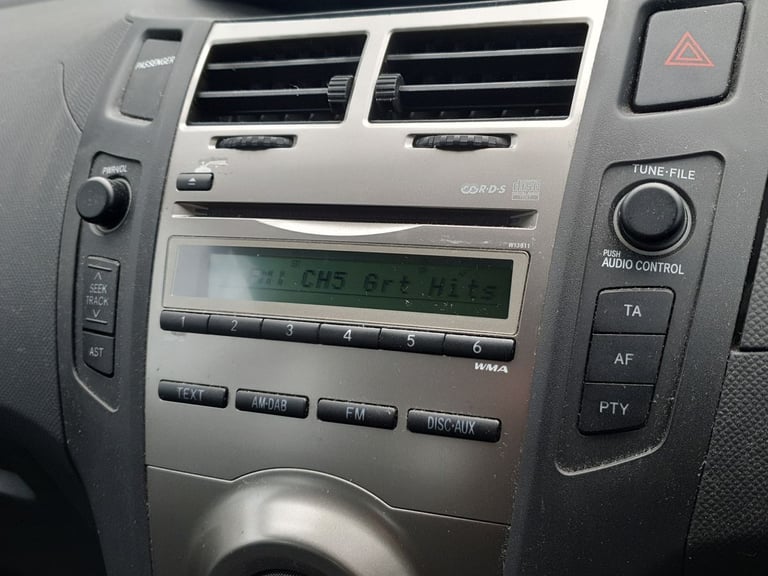 PASSENGER
PWR·VOL
R·D·S
TUNE·FILE
W13811
PUSH
AUDIO CONTROL
SEEK
TRACK
CH5 Grt Hits
TA
1 2 3 4 5 6
AF
WMA
AST
TEXT
AM·DAB
FM
DISC·AUX
PTY